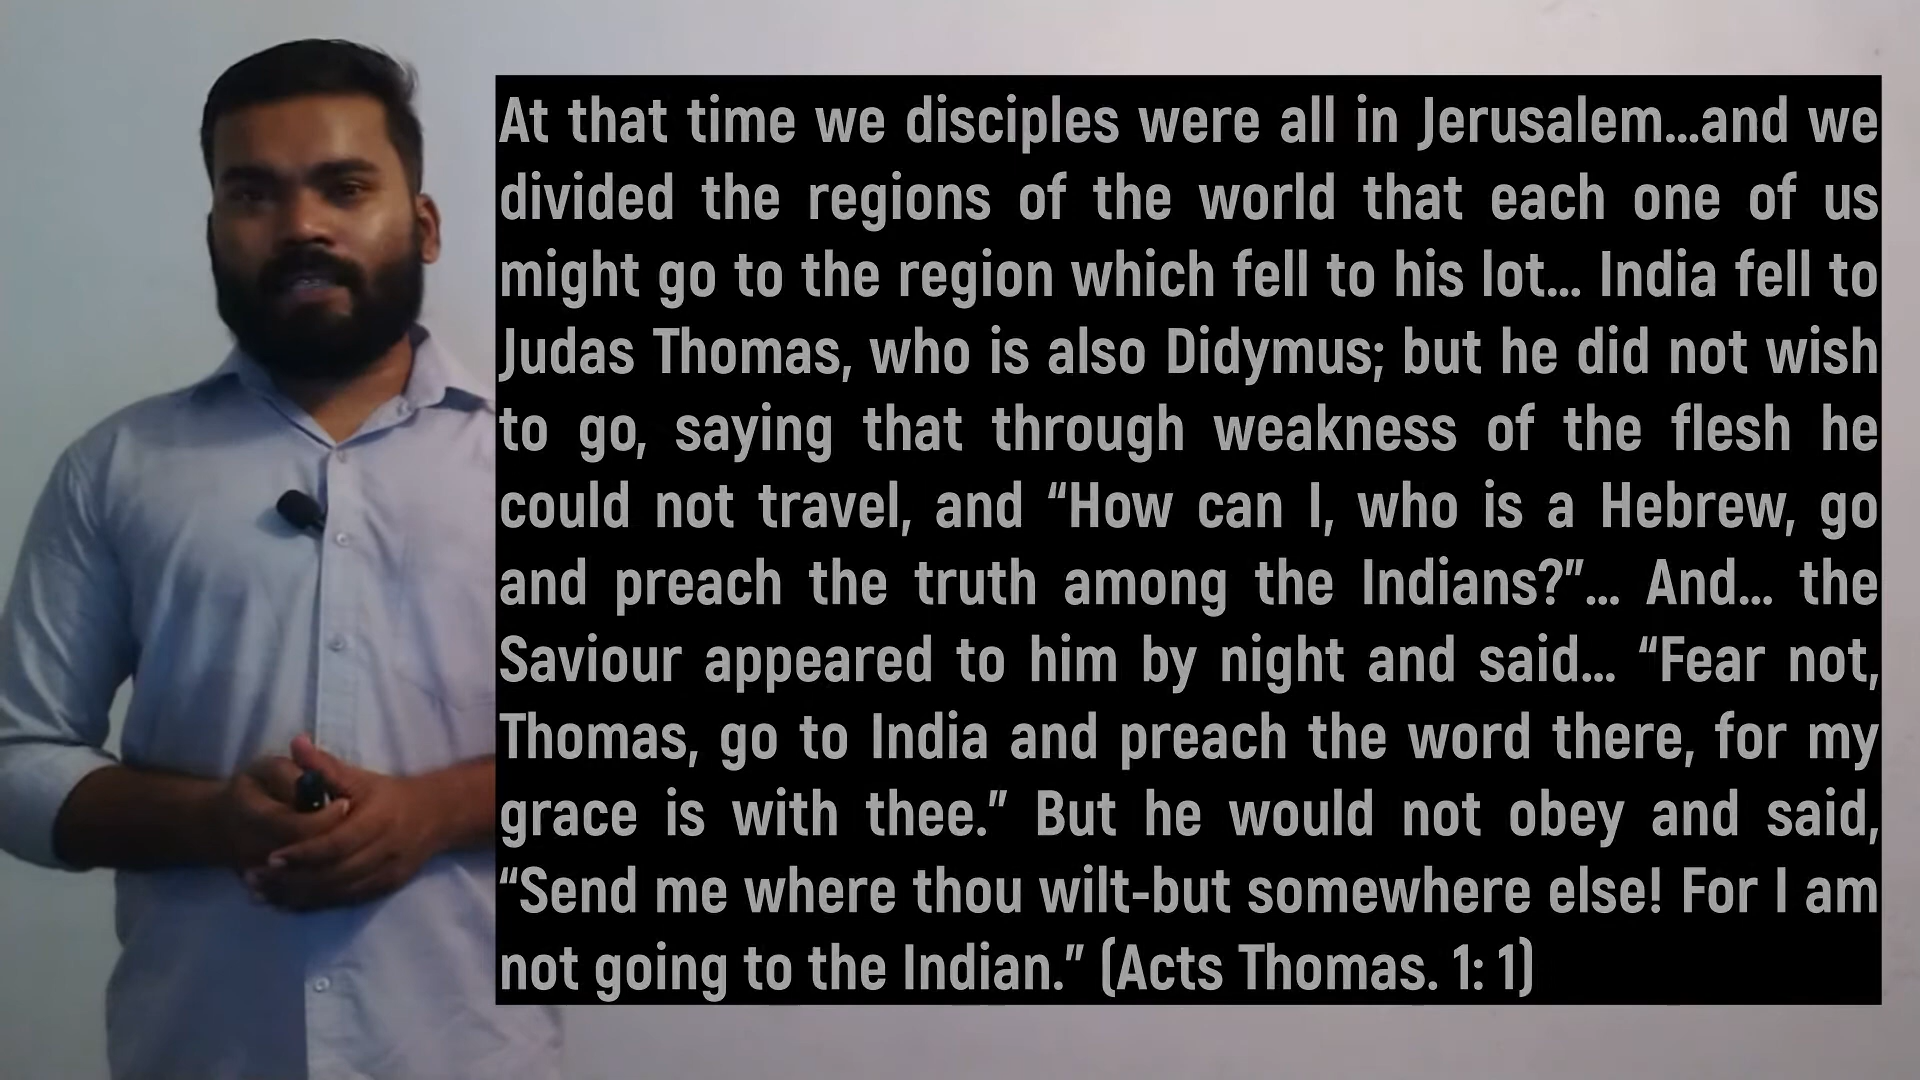 At that time we disciples were all in Jerusalem...and we
divided the regions of the world that each one of us
might go to the region which fell to his lot... India fell to
Judas Thomas, who is also Didymus; but he did not wish
to go, saying that through weakness of the flesh he
could not travel, and “How can I, who is a Hebrew, go
and preach the truth among the Indians?”... And... the
Saviour appeared to him by night and said... “Fear not,
Thomas, go to India and preach the word there, for my
grace is with thee.” But he would not obey and said,
“Send me where thou wilt-but somewhere else! For I am
not going to the Indian.” (Acts Thomas. 1: 1)